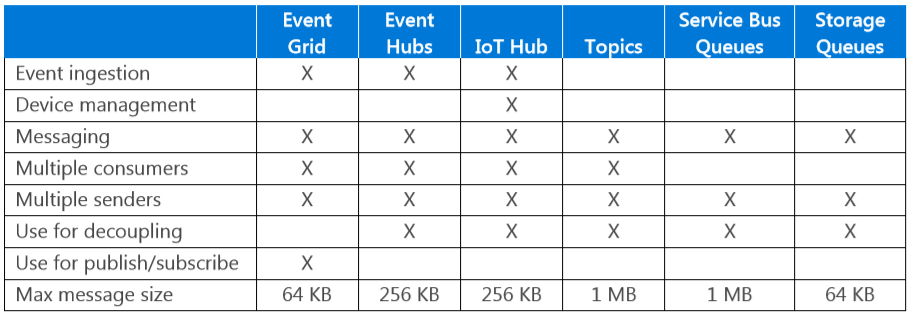 Event Grid Event Hubs IoT Hub Topics Service Bus Queues Storage Queues
Event ingestion X X X
Device management X
Messaging X X X X X X
Multiple consumers X X X X
Multiple senders X X X X X X
Use for decoupling X X X X X
Use for publish/subscribe X
Max message size 64 KB 256 KB 256 KB 1 MB 1 MB 64 KB